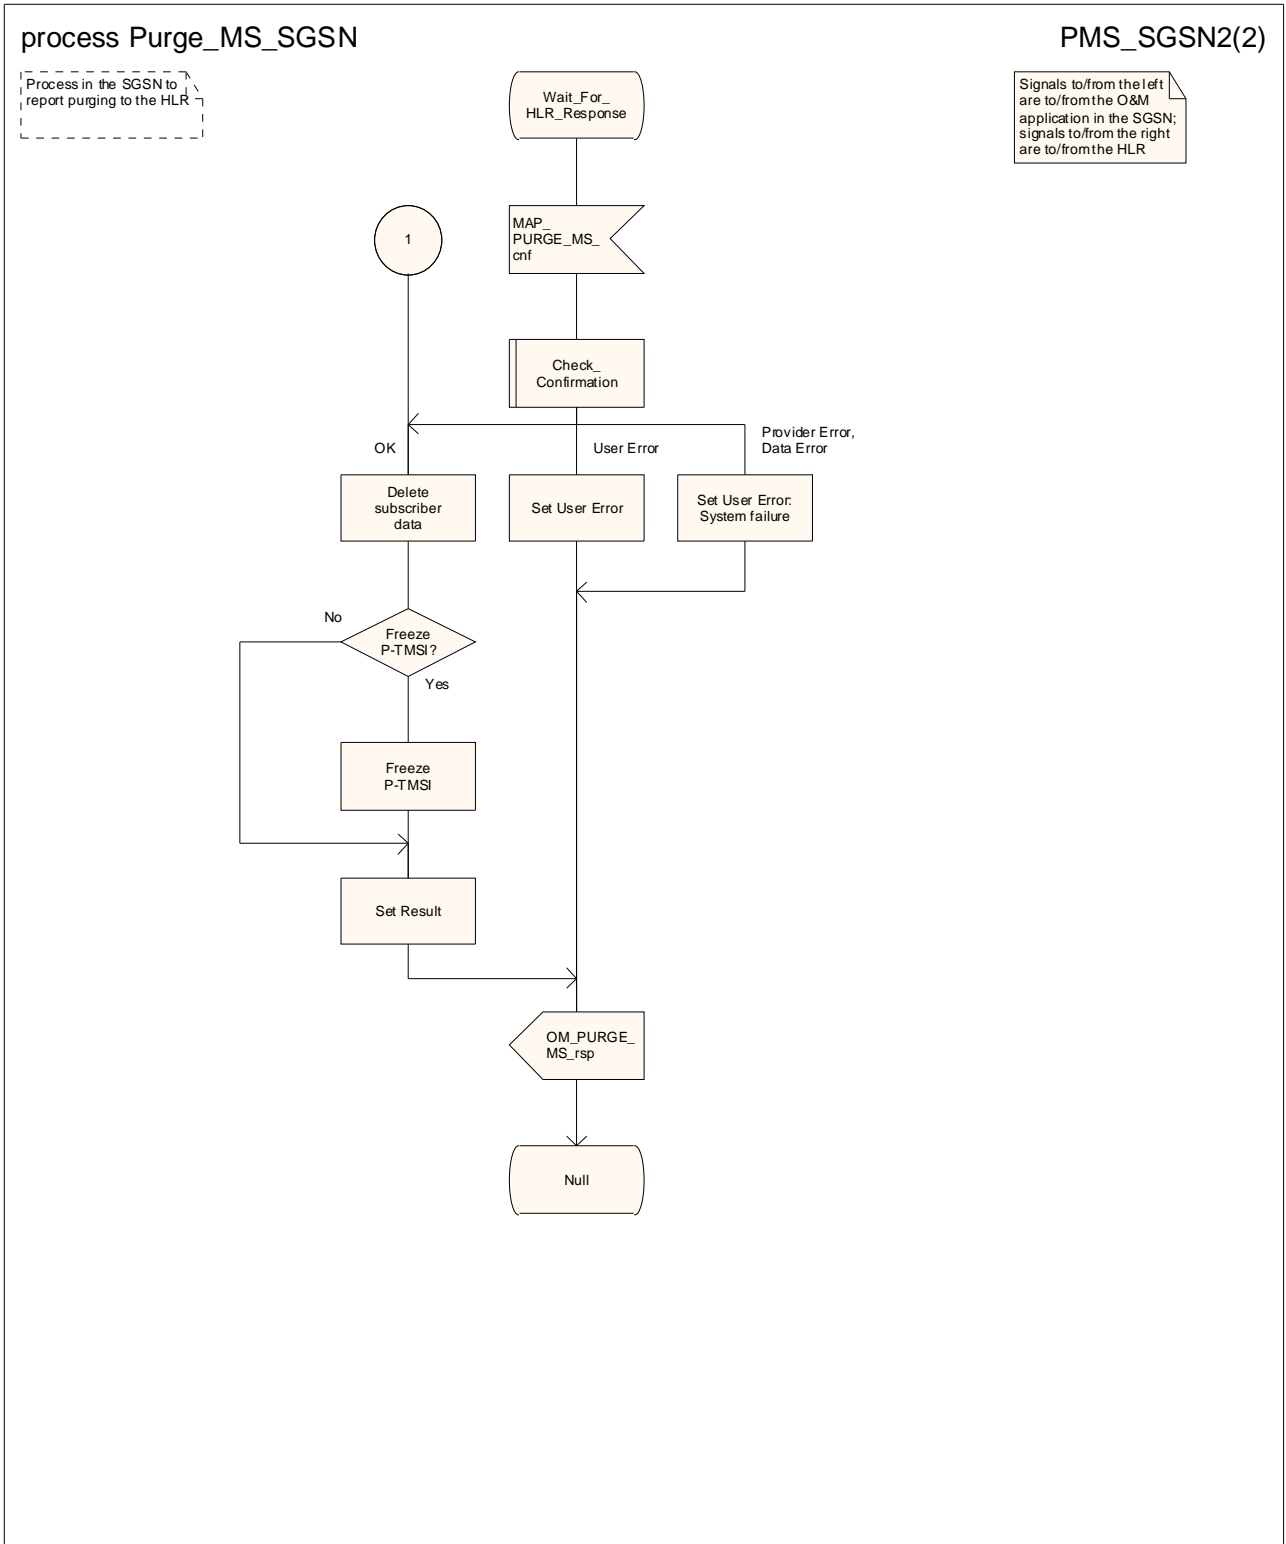 process Purge_MS_SGSN
PMS_SGSN2(2)
Process in the SGSN to
report purging to the HLR
Wait_For_
HLR_Response
Signals to/from the left
are to/from the O&M
application in the SGSN;
signals to/from the right
are to/from the HLR
1
MAP_
PURGE_MS_
cnf
Check_
Confirmation
OK
User Error
Provider Error,
Data Error
Delete
subscriber
data
Set User Error
Set User Error:
System failure
No
Freeze
P-TMSI?
Yes
Freeze
P-TMSI
Set Result
OM_PURGE_
MS_rsp
Null